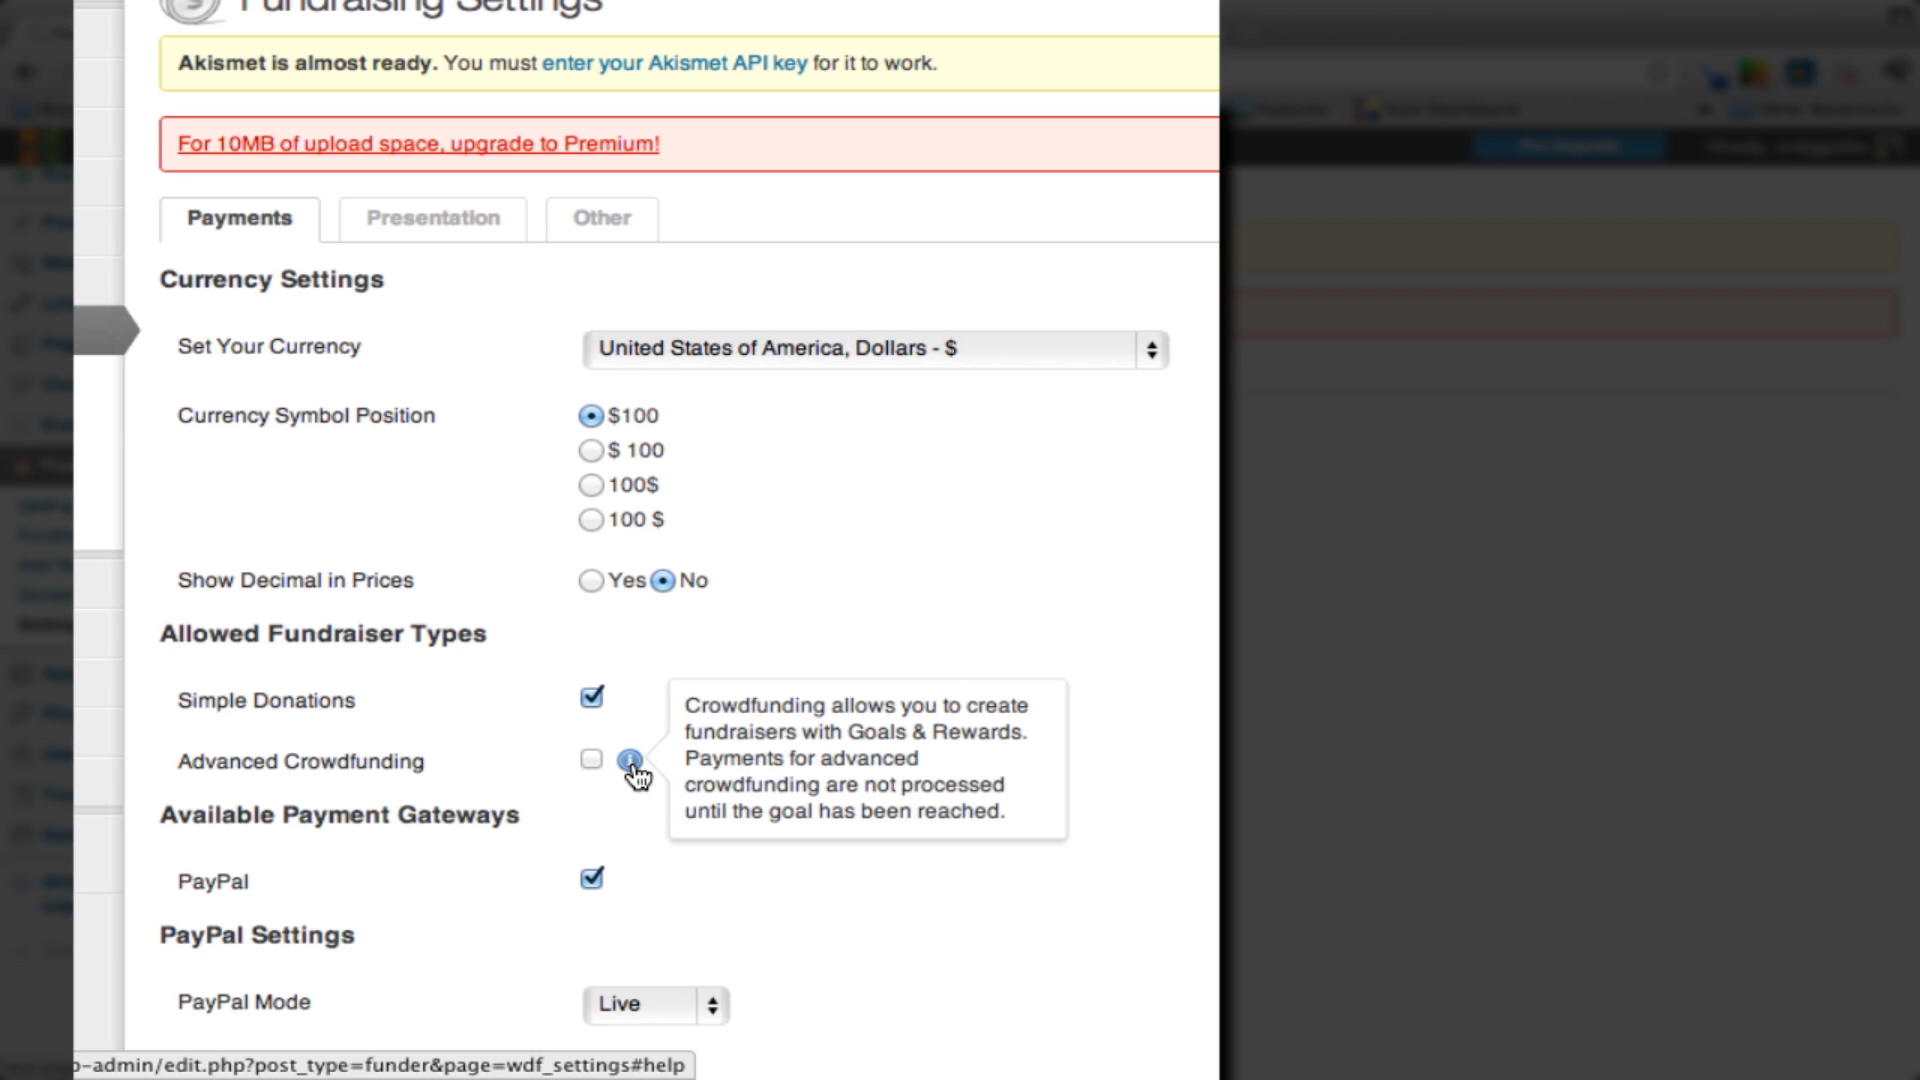 Fundraising Settings
Akismet is almost ready. You must enter your Akismet API key for it to work.
For 10MB of upload space, upgrade to Premium!
Payments Presentation Other
Currency Settings
Set Your Currency United States of America, Dollars - $
Currency Symbol Position $100
$ 100
100$
100 $
Show Decimal in Prices Yes No
Allowed Fundraiser Types
Simple Donations
Advanced Crowdfunding
Crowdfunding allows you to create
fundraisers with Goals & Rewards.
Payments for advanced
crowdfunding are not processed
until the goal has been reached.
Available Payment Gateways
PayPal
PayPal Settings
PayPal Mode Live
-admin/edit.php?post_type=funder&page=wdf_settings#help